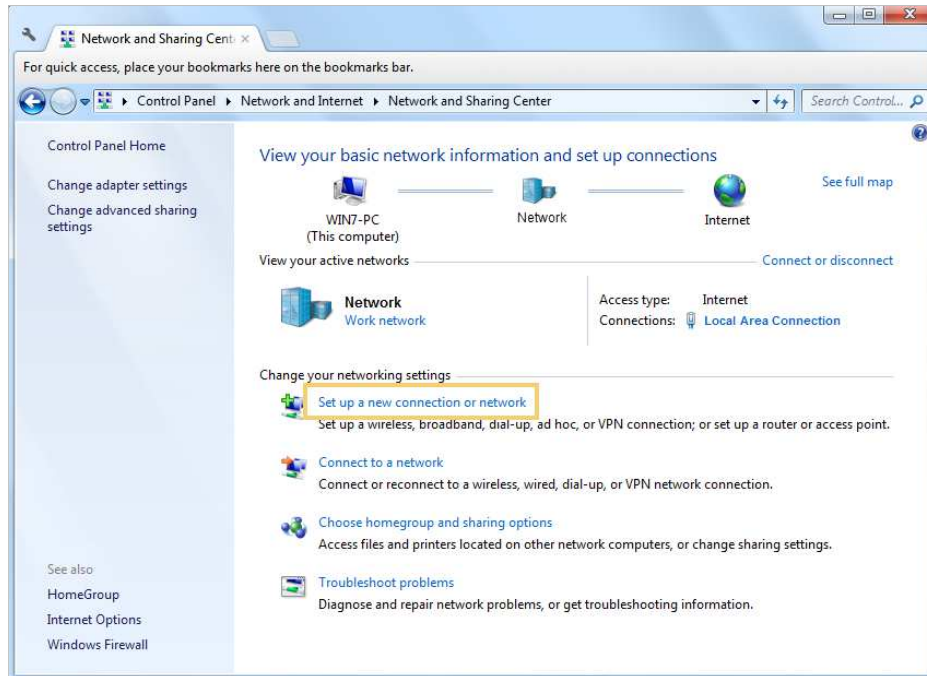 Network and Sharing Cent
For quick access, place your bookmarks here on the bookmarks bar.
Control Panel Network and Internet Network and Sharing Center
Search Control...
Control Panel Home
Change adapter settings
Change advanced sharing
settings
View your basic network information and set up connections
See full map
WIN7-PC
(This computer)
Network
Internet
View your active networks
Connect or disconnect
Network
Work network
Access type: Internet
Connections: Local Area Connection
Change your networking settings
Set up a new connection or network
Set up a wireless, broadband, dial-up, ad hoc, or VPN connection; or set up a router or access point.
Connect to a network
Connect or reconnect to a wireless, wired, dial-up, or VPN network connection.
Choose homegroup and sharing options
Access files and printers located on other network computers, or change sharing settings.
Troubleshoot problems
Diagnose and repair network problems, or get troubleshooting information.
See also
HomeGroup
Internet Options
Windows Firewall